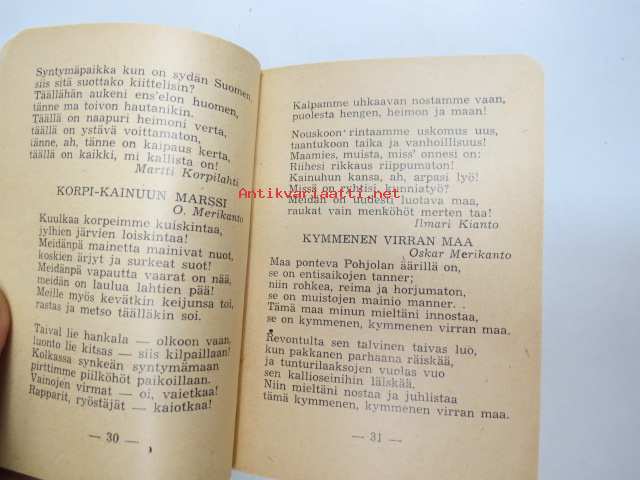 Syntymäpaikka kun on sydän Suomen,
siis sitä suottako kiittelisin?
Täällähän aukeni ens'elon huomen,
tänne ma toivon hautanikin.
Täällä on naapuri heimoni verta,
täällä on ystävä voittamaton,
tänne, ah, tänne on kaipaus kerta,
täällä on kaikki, mi kallista on!
Martti Korpilahti
KORPI-KAINUUN MARSSI
O. Merikanto
Kuulkaa korpeimme kuiskintaa,
jylhien järvien loiskintaa!
Meidänpä mainetta mainivat nuot,
koskien ärjyt ja surkeat suot!
Meidänpä vapautta vaarat on nää,
meidän on laulua lahtien pää!
Meille myös kevätkin keijunsa toi,
rastas ja metso täälläkin soi.
Taival lie hankala — olkoon vaan,
luonto lie kitsas — siis kilpaillaan!
Kolkassa synkeän syntymämaan
pirttimme piilköhöt paikoillaan.
Vainojen virmat — oi, vaietkaa!
Rapparit, ryöstäjät — kaiotkaa!
— 30 —
Kalpamme uhkaavan nostamme vaan,
puolesta hengen, heimon ja maan!
Nouskoon rintaamme uskomus uus,
taantukoon taika ja vanhoillisuus!
Maamies, muista, miss' onnesi on:
Riihesi rikkaus riippumaton!
Kainuhun kansa, ah, arpasi lyö!
Missä on ryhtisi, kunniatyö?
Meidän on uudesti luotava maa,
raukat vain menköhöt merten taa!
Ilmari Kianto
Antikvariaatti.net
KYMMENEN VIRRAN MAA
Oskar Merikanto
Maa ponteva Pohjolan äärillä on,
se on entisaikojen tanner;
niin rohkea, reima ja horjumaton,
se on muistojen mainio manner.
Tämä maa minun mieltäni innostaa,
se on kymmenen, kymmenen virran maa.
Revontulta sen talvinen taivas luo,
kun pakkanen parhaana räiskää,
ja tunturilaaksojen vuolas vuo
sen kallioseinihin läiskää.
Niin mieltäni nostaa ja juhlistaa
tämä kymmenen, kymmenen virran maa.
— 31 —